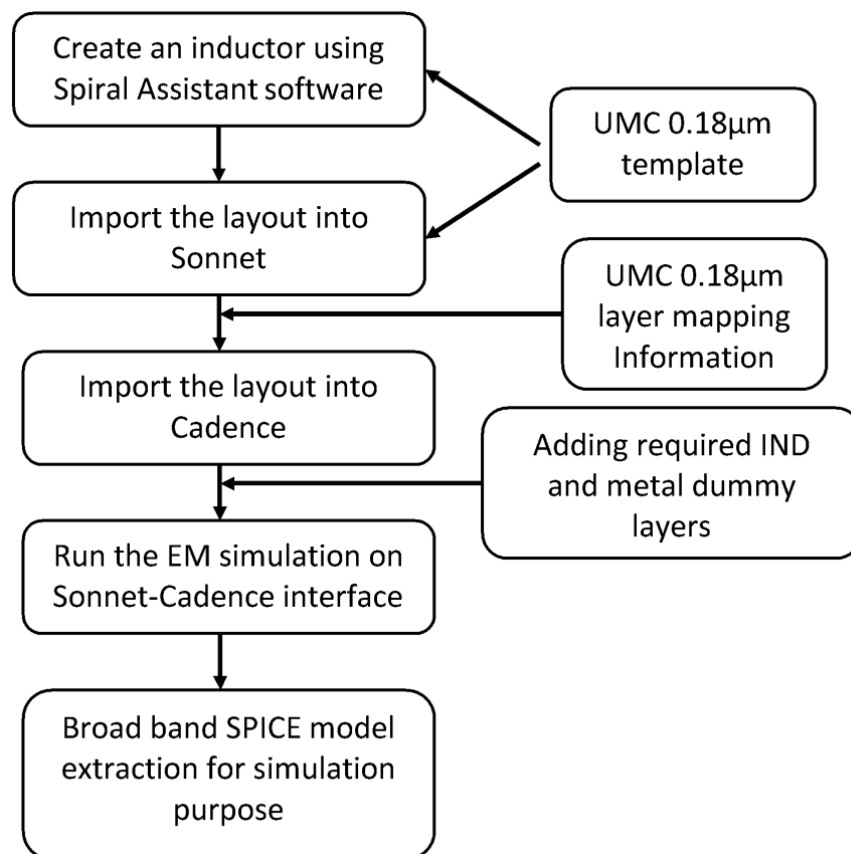 Create an inductor using
Spiral Assistant software
UMC 0.18µm
template
Import the layout into
Sonnet
UMC 0.18µm
layer mapping
Information
Import the layout into
Cadence
Adding required IND
and metal dummy
layers
Run the EM simulation on
Sonnet-Cadence interface
Broad band SPICE model
extraction for simulation
purpose